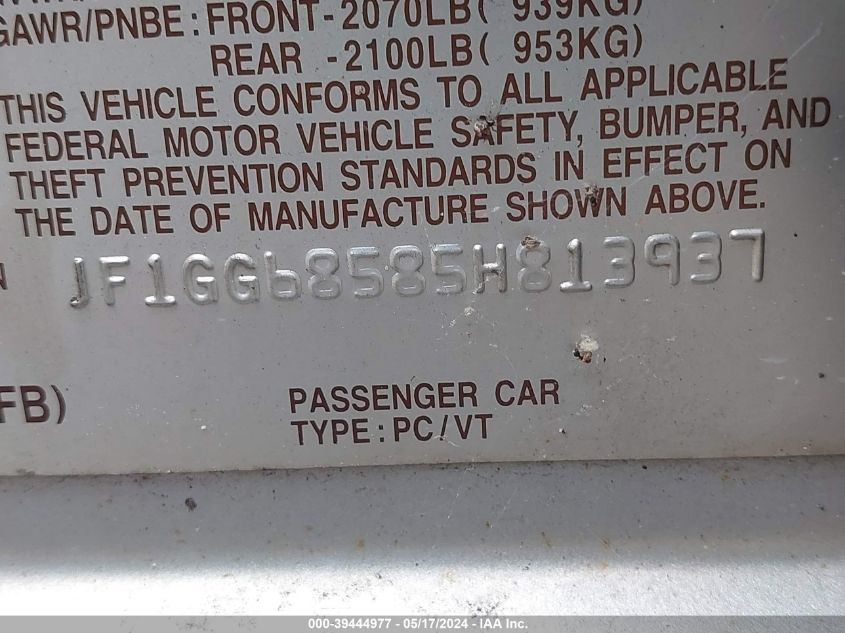 GAWR/PNBE: FRONT-2070LB( 939KG)
REAR -2100LB( 953KG)
THIS VEHICLE CONFORMS TO ALL APPLICABLE
FEDERAL MOTOR VEHICLE SAFETY, BUMPER, AND
THEFT PREVENTION STANDARDS IN EFFECT ON
THE DATE OF MANUFACTURE SHOWN ABOVE.
JF1GG68585H813937
FB)
PASSENGER CAR
TYPE:PC/VT
000-39444977 - 05/17/2024 - IAAI.com